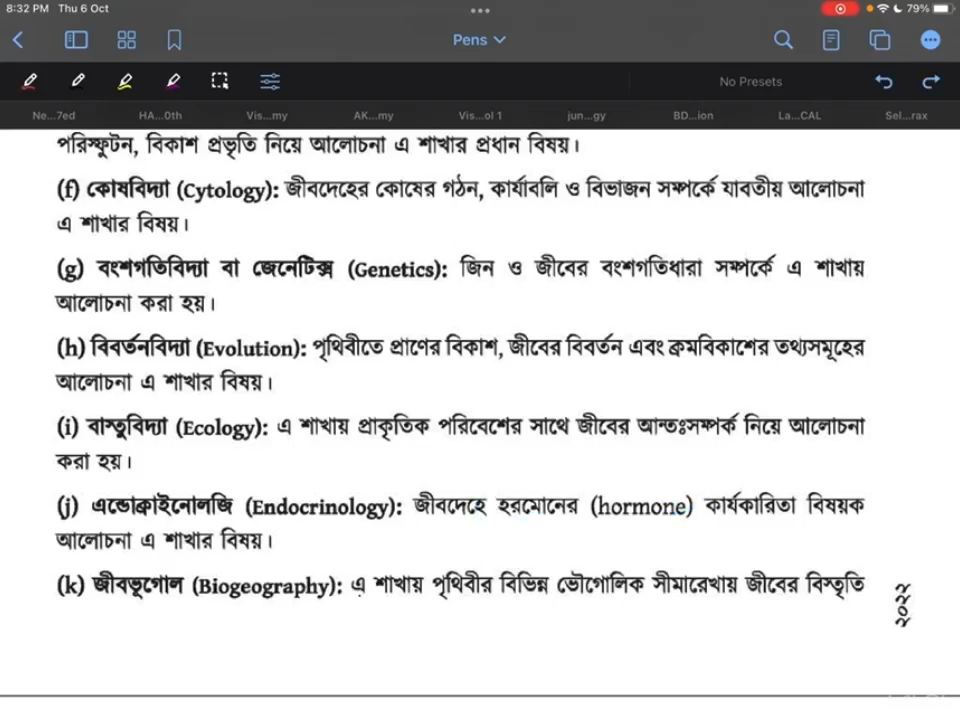 8:32 PM Thu 6 Oct
79%
Pens
No Presets
Ne...7ed HA...0th Vis...my AK...my Vis...ol 1 jun...gy BD...ion La...CAL Sel...rax
পরিস্ফুটন, বিকাশ প্রভৃতি নিয়ে আলোচনা এ শাখার প্রধান বিষয়।
(f) কোষবিদ্যা (Cytology): জীবদেহের কোষের গঠন, কার্যাবলি ও বিভাজন সম্পর্কে যাবতীয় আলোচনা
এ শাখার বিষয়।
(g) বংশগতিবিদ্যা বা জেনেটিক্স (Genetics): জিন ও জীবের বংশগতিধারা সম্পর্কে এ শাখায়
আলোচনা করা হয়।
(h) বিবর্তনবিদ্যা (Evolution): পৃথিবীতে প্রাণের বিকাশ, জীবের বিবর্তন এবং ক্রমবিকাশের তথ্যসমূহের
আলোচনা এ শাখার বিষয়।
(i) বাস্তুবিদ্যা (Ecology): এ শাখায় প্রাকৃতিক পরিবেশের সাথে জীবের আন্তঃসম্পর্ক নিয়ে আলোচনা
করা হয়।
(j) এন্ডোক্রাইনোলজি (Endocrinology): জীবদেহে হরমোনের (hormone) কার্যকারিতা বিষয়ক
আলোচনা এ শাখার বিষয়।
(k) জীবভূগোল (Biogeography): এ শাখায় পৃথিবীর বিভিন্ন ভৌগোলিক সীমারেখায় জীবের বিস্তৃতি
২০২২